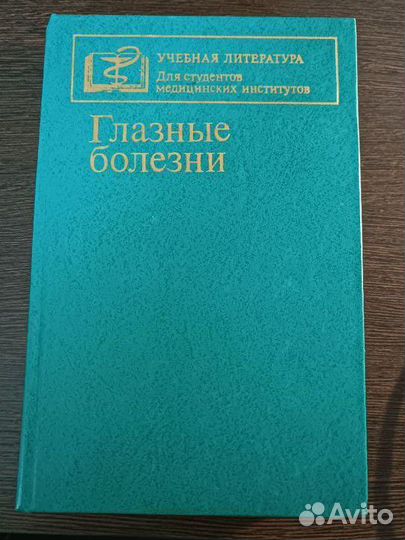 УЧЕБНАЯ ЛИТЕРАТУРА
Для студентов
медицинских институтов
Глазные
болезни
Avito